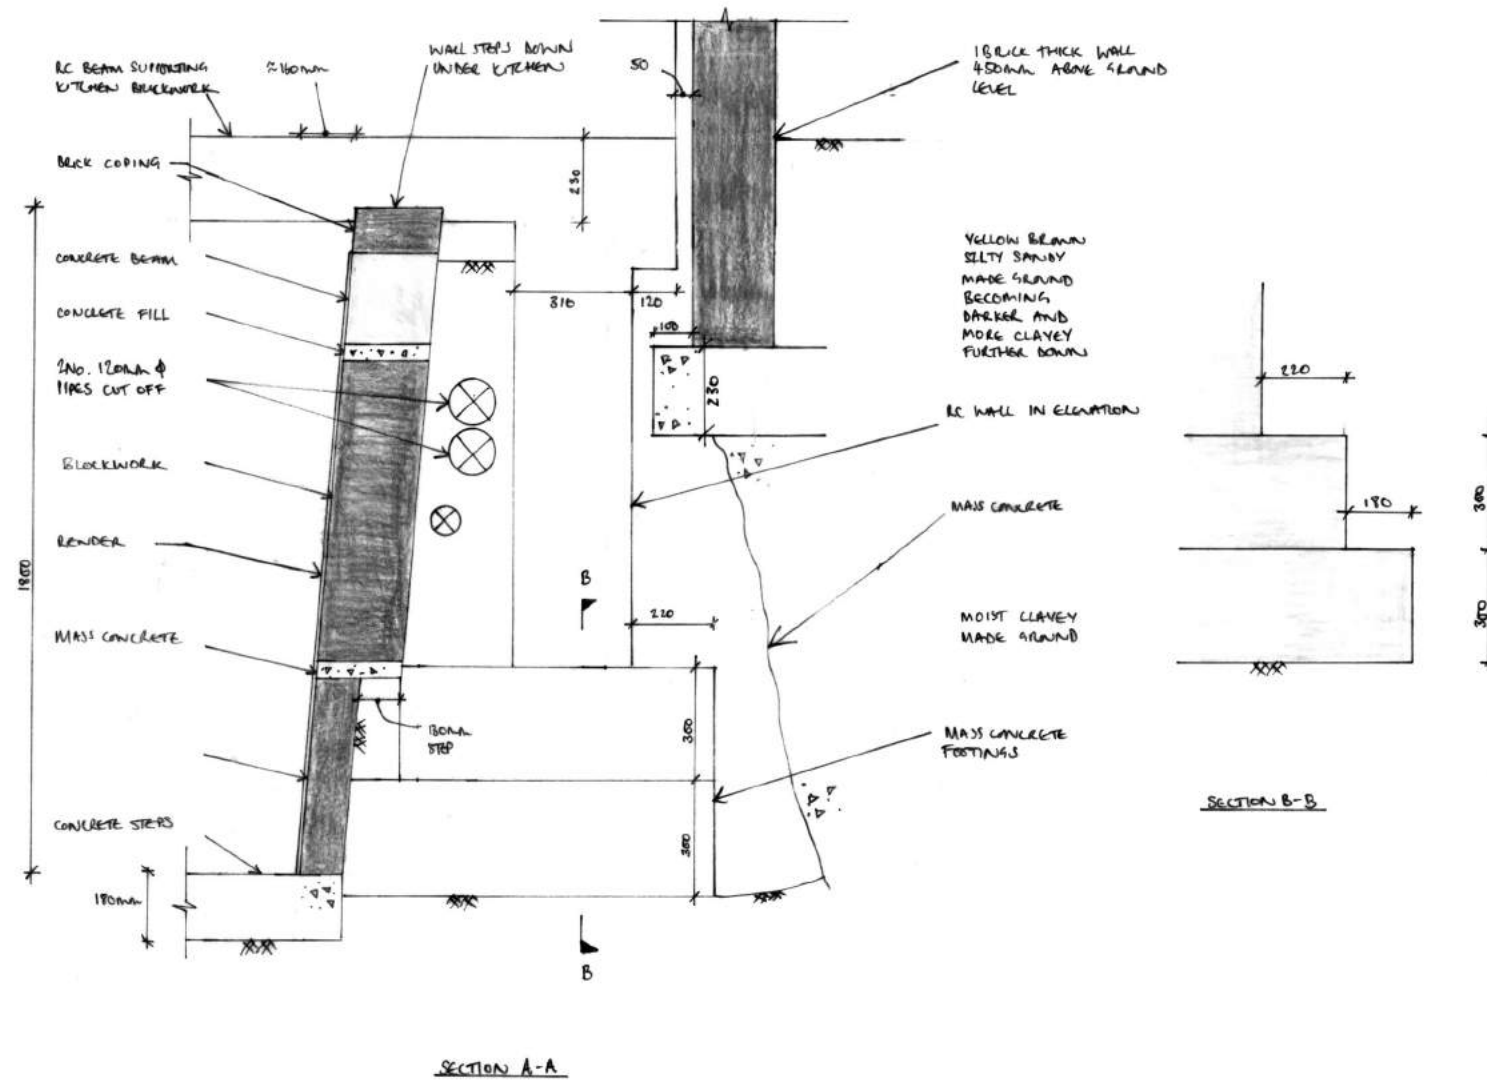 RC BEAM SUPPORTING
KITCHEN BRICKWORK
≈160mm
WALL STEPS DOWN
UNDER KITCHEN
50
1 BRICK THICK WALL
450mm ABOVE GROUND
LEVEL
BRICK COPING
230
CONCRETE BEAM
CONCRETE FILL
2No. 120mm ϕ
PIPES CUT OFF
310
120
100
230
YELLOW BROWN
SILTY SANDY
MADE GROUND
BECOMING
DARKER AND
MORE CLAYEY
FURTHER DOWN
220
RC WALL IN ELEVATION
BLOCKWORK
MASS CONCRETE
180
300
RENDER
1800
B
220
MOIST CLAYEY
MADE GROUND
300
MASS CONCRETE
130mm
STEP
300
MASS CONCRETE
FOOTINGS
CONCRETE STEPS
300
180mm
B
SECTION B-B
SECTION A-A